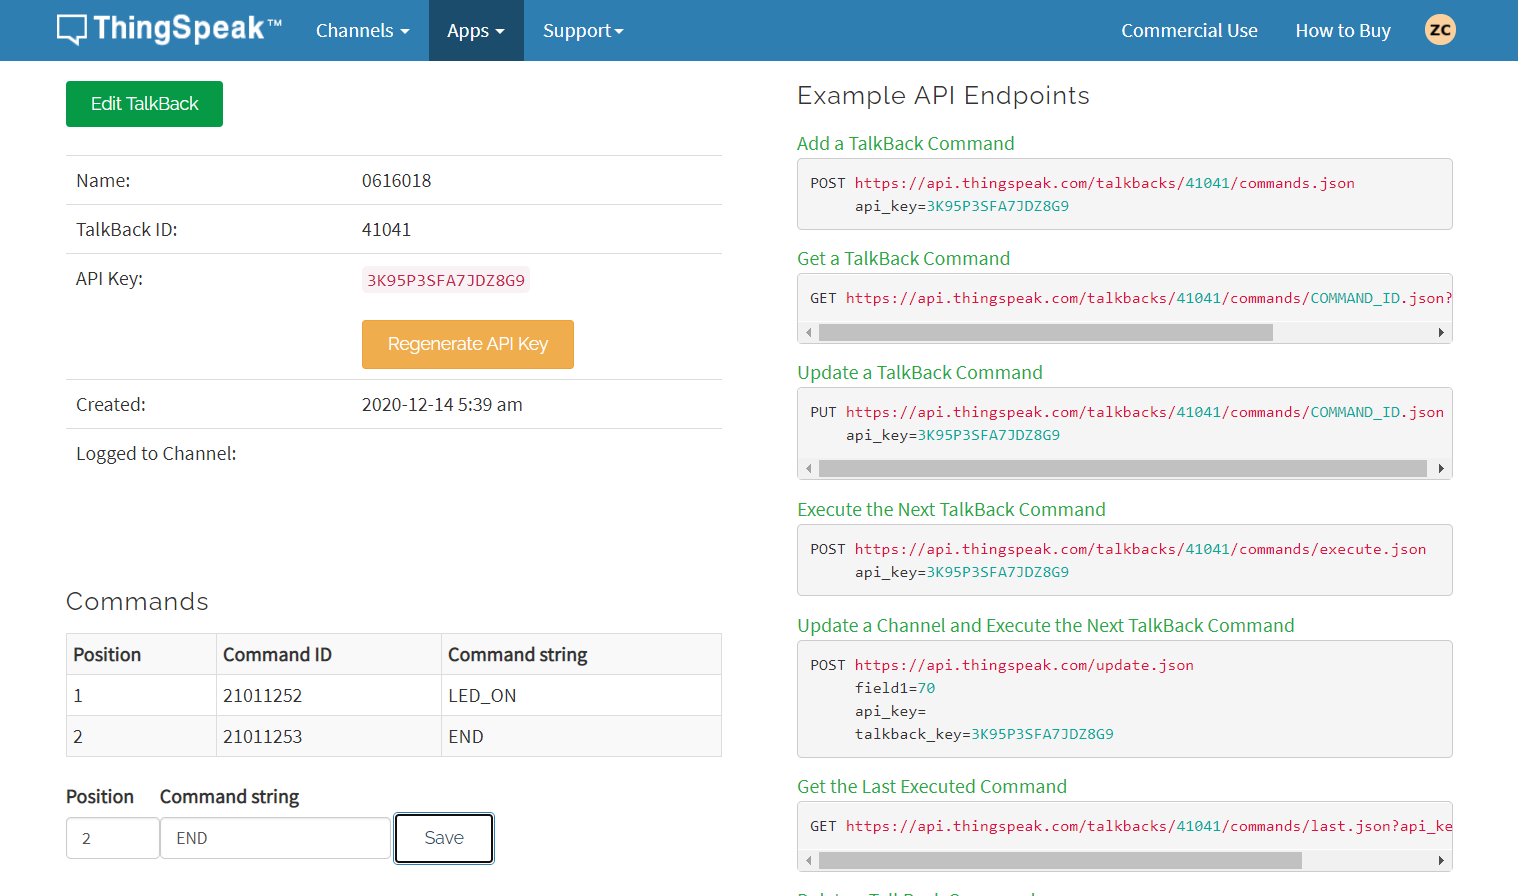 ThingSpeak™ Channels Apps Support Commercial Use How to Buy ZC
Edit TalkBack
Name: 0616018
TalkBack ID: 41041
API Key: 3K95P3SFA7JDZ8G9
Regenerate API Key
Created: 2020-12-14 5:39 am
Logged to Channel:
Commands
Position Command ID Command string
1 21011252 LED_ON
2 21011253 END
Position Command string
2 END Save
Example API Endpoints
Add a TalkBack Command
POST https://api.thingspeak.com/talkbacks/41041/commands.json
api_key=3K95P3SFA7JDZ8G9
Get a TalkBack Command
GET https://api.thingspeak.com/talkbacks/41041/commands/COMMAND_ID.json?
Update a TalkBack Command
PUT https://api.thingspeak.com/talkbacks/41041/commands/COMMAND_ID.json
api_key=3K95P3SFA7JDZ8G9
Execute the Next TalkBack Command
POST https://api.thingspeak.com/talkbacks/41041/commands/execute.json
api_key=3K95P3SFA7JDZ8G9
Update a Channel and Execute the Next TalkBack Command
POST https://api.thingspeak.com/update.json
field1=70
api_key=
talkback_key=3K95P3SFA7JDZ8G9
Get the Last Executed Command
GET https://api.thingspeak.com/talkbacks/41041/commands/last.json?api_ke